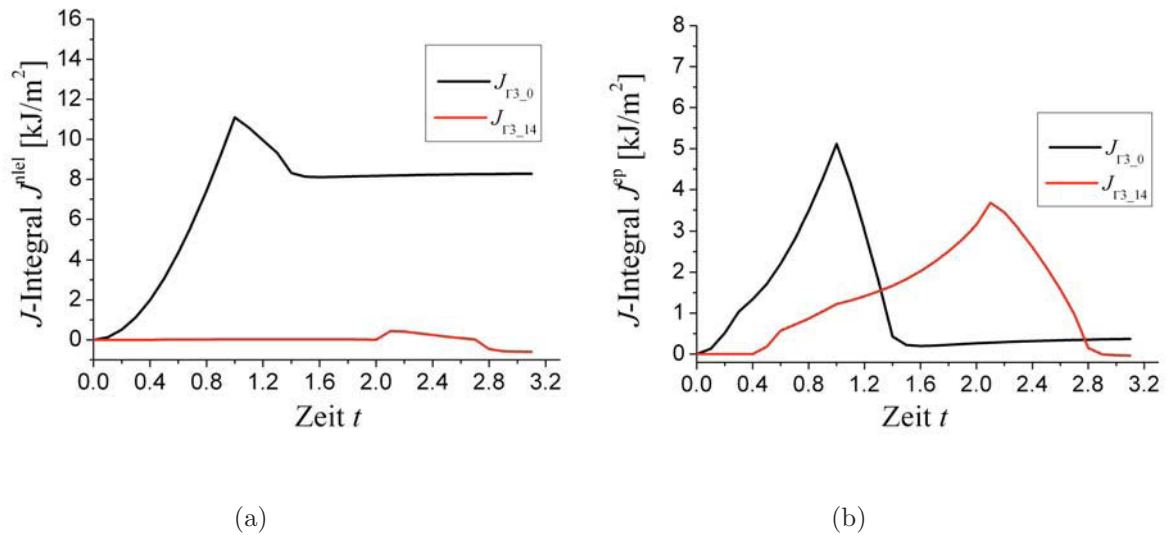 J-Integral J^nlel [kJ/m^2]
16
14
12
10
8
6
4
2
0
0.0 0.4 0.8 1.2 1.6 2.0 2.4 2.8 3.2
Zeit t
J_Γ3_0
J_Γ3_14
(a)
J-Integral J^ep [kJ/m^2]
8
7
6
5
4
3
2
1
0
0.0 0.4 0.8 1.2 1.6 2.0 2.4 2.8 3.2
Zeit t
J_Γ3_0
J_Γ3_14
(b)